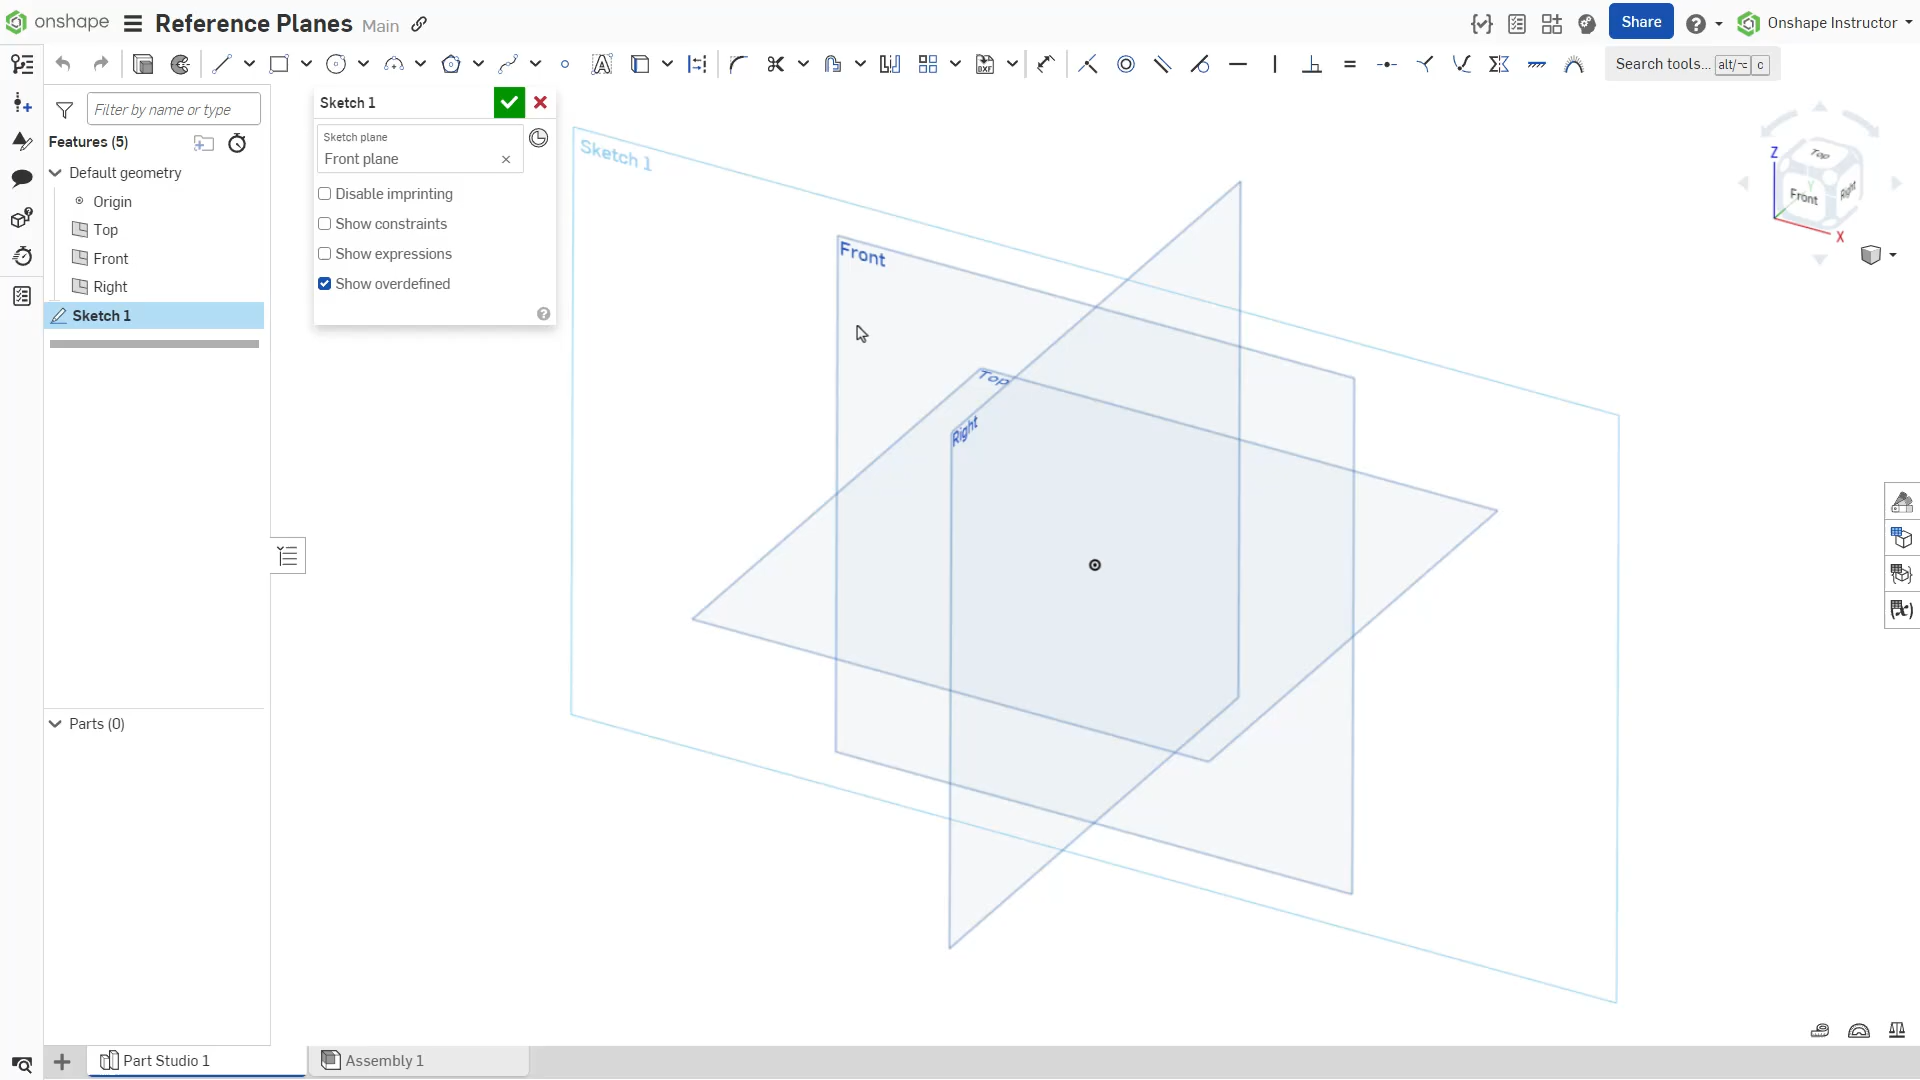 onshape
Reference Planes Main
Share
Onshape Instructor
Search tools... alt/⌥ c
Filter by name or type
Features (5)
Default geometry
Origin
Top
Front
Right
Sketch 1
Parts (0)
Sketch 1
Sketch plane
Front plane
Disable imprinting
Show constraints
Show expressions
Show overdefined
Sketch 1
Front
Top
Right
Top
Front
Right
Z
Y
X
Part Studio 1
Assembly 1